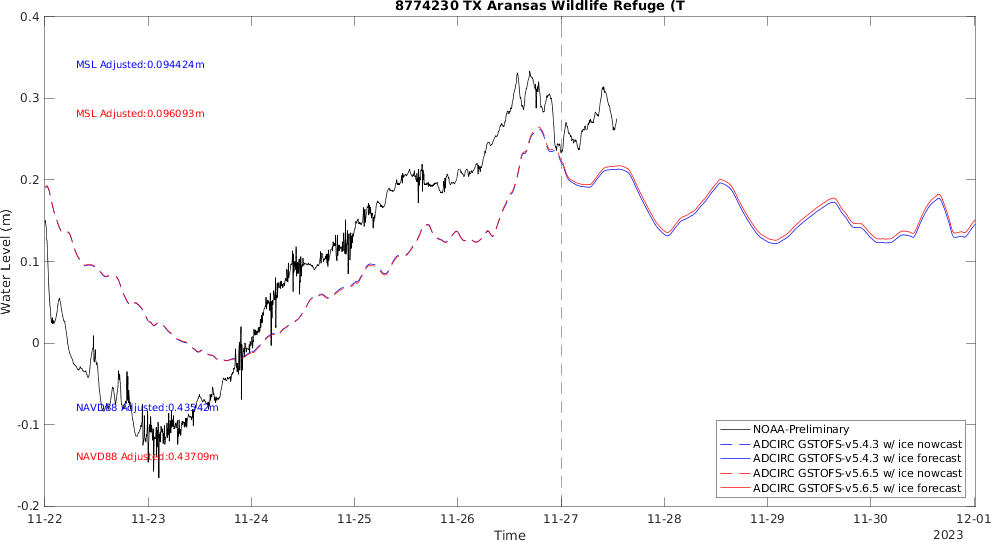 8774230 TX Aransas Wildlife Refuge (T
0.4
0.3
0.2
0.1
0
-0.1
-0.2
Water Level (m)
MSL Adjusted:0.094424m
MSL Adjusted:0.096093m
NAVD88 Adjusted:0.43542m
NAVD88 Adjusted:0.43709m
NOAA-Preliminary
ADCIRC GSTOFS-v5.4.3 w/ ice nowcast
ADCIRC GSTOFS-v5.4.3 w/ ice forecast
ADCIRC GSTOFS-v5.6.5 w/ ice nowcast
ADCIRC GSTOFS-v5.6.5 w/ ice forecast
11-22 11-23 11-24 11-25 11-26 11-27 11-28 11-29 11-30 12-01
Time
2023